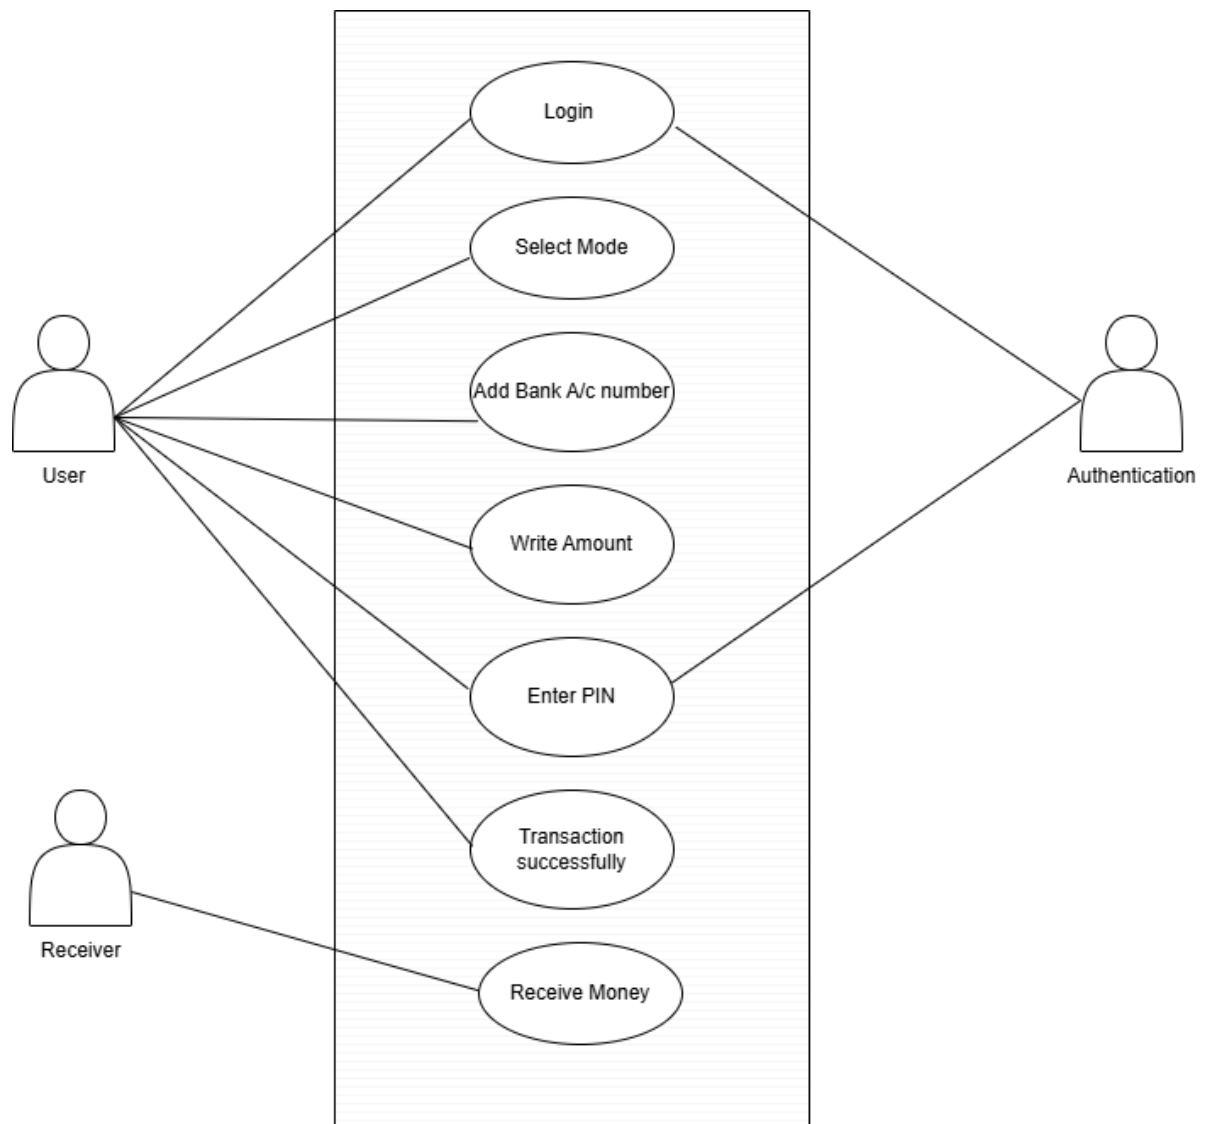 Login
Select Mode
Add Bank A/c number
User
Authentication
Write Amount
Enter PIN
Transaction
successfully
Receiver
Receive Money